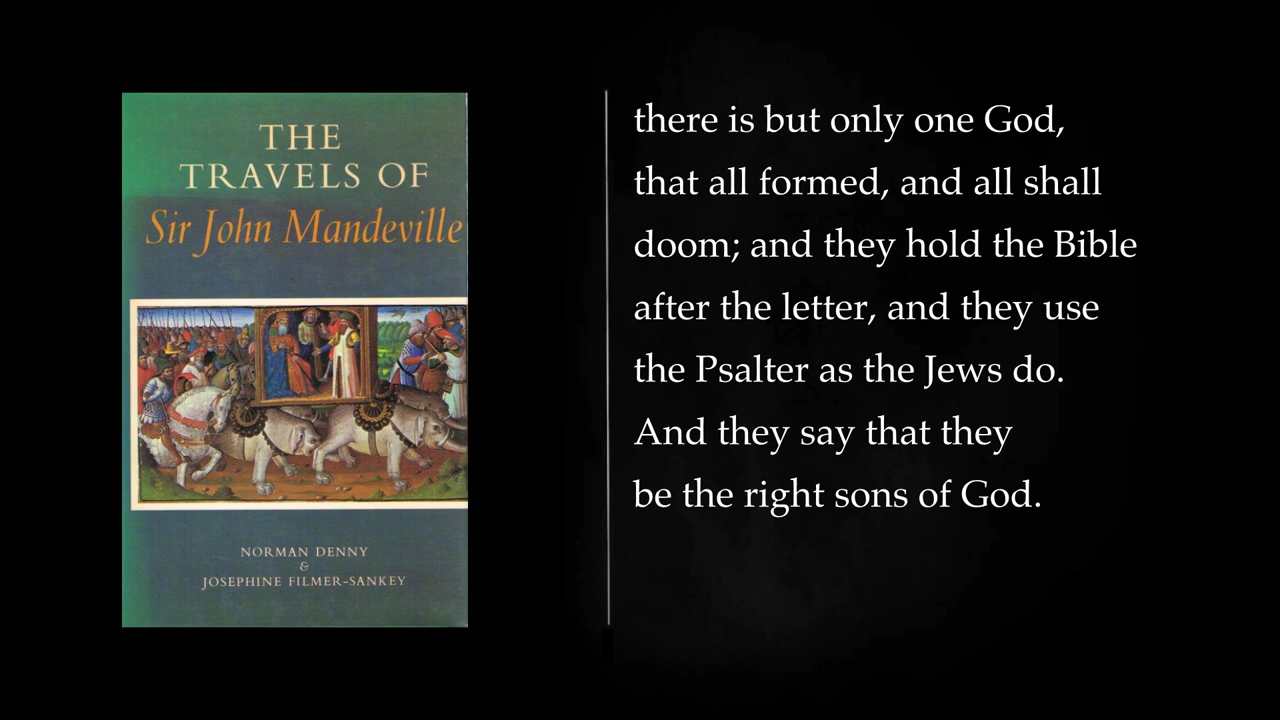 THE
TRAVELS OF
Sir John Mandeville
NORMAN DENNY
&
JOSEPHINE FILMER-SANKEY
there is but only one God,
that all formed, and all shall
doom; and they hold the Bible
after the letter, and they use
the Psalter as the Jews do.
And they say that they
be the right sons of God.